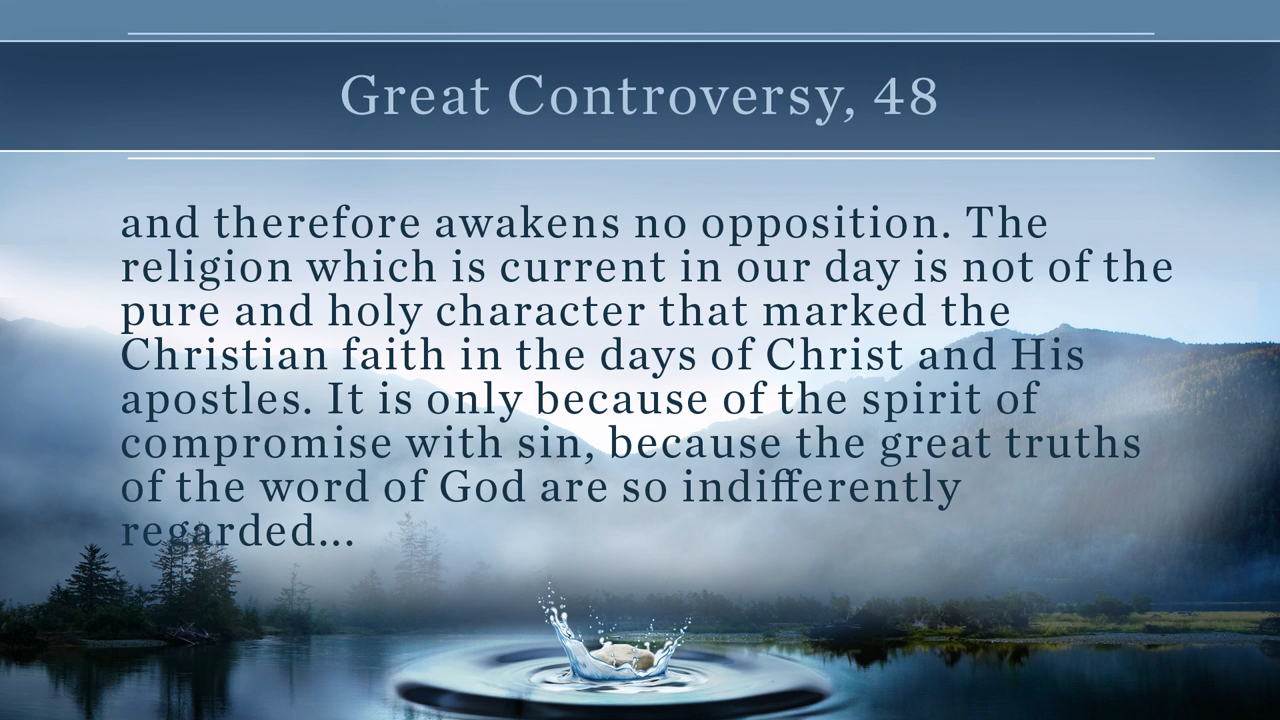 Great Controversy, 48
and therefore awakens no opposition. The
religion which is current in our day is not of the
pure and holy character that marked the
Christian faith in the days of Christ and His
apostles. It is only because of the spirit of
compromise with sin, because the great truths
of the word of God are so indifferently
regarded...